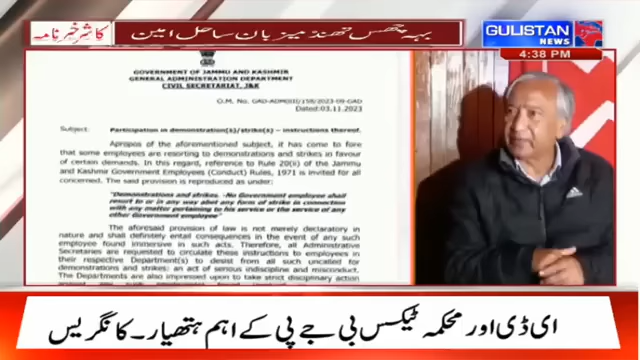 کاشر خبرنامہ
بہہ چھس تھند میزبان ساحل امین
GULISTAN
NEWS
4:38 PM
GOVERNMENT OF JAMMU AND KASHMIR
GENERAL ADMINISTRATION DEPARTMENT
CIVIL SECRETARIAT, J&K
Dated:03.11.2023
Subject: Participation in demonstration(s)/strike(s) – instructions thereof.
Apropos of the aforementioned subject, it has come to
fore that some employees are resorting to demonstrations and strikes in favour
of certain demands. In this regard, reference to Rule 20(ii) of the Jammu
and Kashmir Government Employees (Conduct) Rules, 1971 is invited for all
concerned. The said provision is reproduced as under:
"Demonstrations and strikes. -No Government employee shall
resort to or in any way abet any form of strike in connection
with any matter pertaining to his service or the service of any
other Government employee"
The aforesaid provision of law is not merely declaratory in
nature and shall definitely entail consequences in the event of any such
employee found immersive in such acts. Therefore, all Administrative
Secretaries are requested to circulate these instructions to employees in
their respective Department(s) to desist from all such uncalled for
demonstrations and strikes: an act of serious indiscipline and misconduct.
The Departments are also impressed upon to take strict disciplinary action
ای ڈی اور محکمہ ٹیکس بی جے پی کے اہم ہتھیار۔ کانگریس